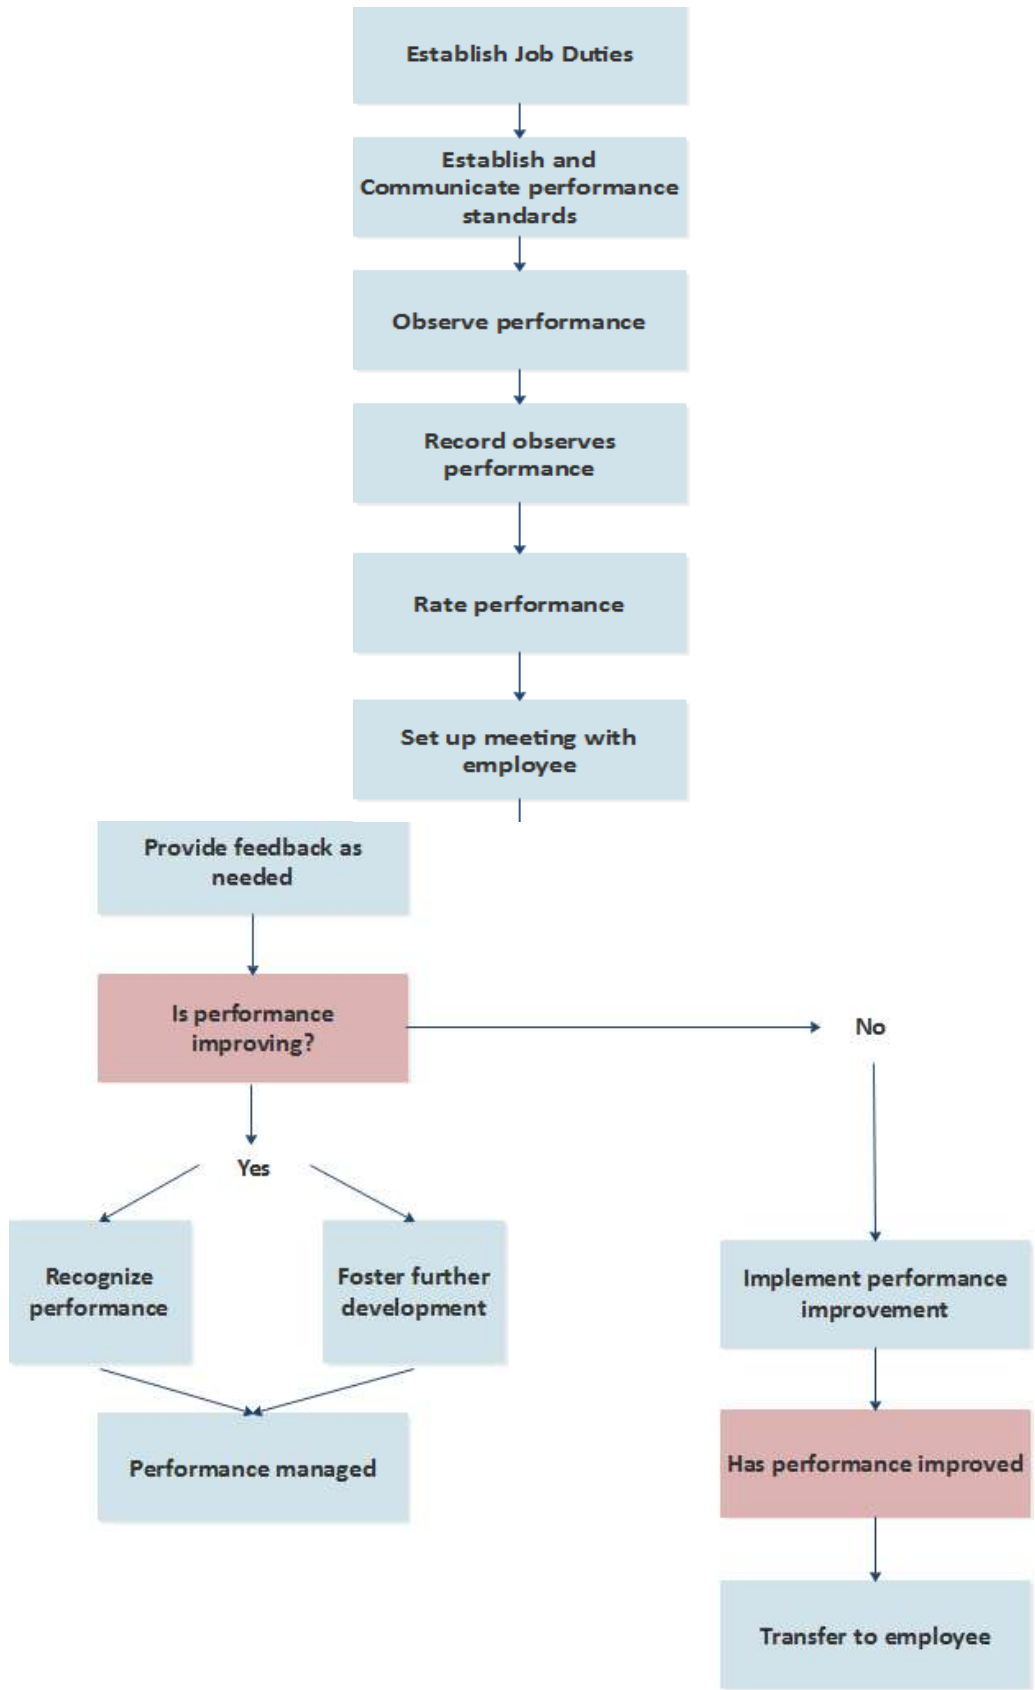 Establish Job Duties
Establish and
Communicate performance
standards
Observe performance
Record observes
performance
Rate performance
Set up meeting with
employee
Provide feedback as
needed
Is performance
improving?
No
Yes
Recognize
performance
Foster further
development
Implement performance
improvement
Performance managed
Has performance improved
Transfer to employee